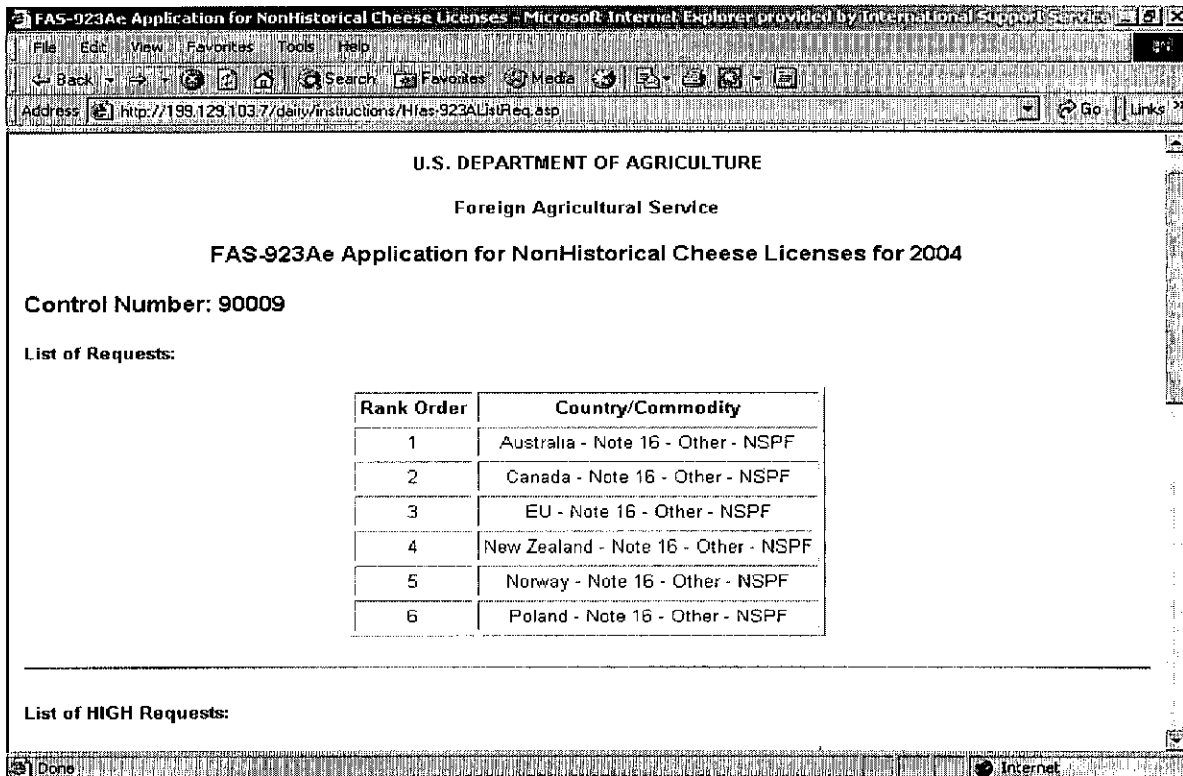 FAS-923Ae Application for NonHistorical Cheese Licenses - Microsoft Internet Explorer provided by International Support Service
File Edit View Favorites Tools Help
Back Search Favorites Media
Address http://199.129.103.7/dairy/instructions/Hfas-923AListReq.asp Go Links »
U.S. DEPARTMENT OF AGRICULTURE
Foreign Agricultural Service
FAS-923Ae Application for NonHistorical Cheese Licenses for 2004
Control Number: 90009
List of Requests:
Rank Order Country/Commodity
1 Australia - Note 16 - Other - NSPF
2 Canada - Note 16 - Other - NSPF
3 EU - Note 16 - Other - NSPF
4 New Zealand - Note 16 - Other - NSPF
5 Norway - Note 16 - Other - NSPF
6 Poland - Note 16 - Other - NSPF
List of HIGH Requests:
Done Internet